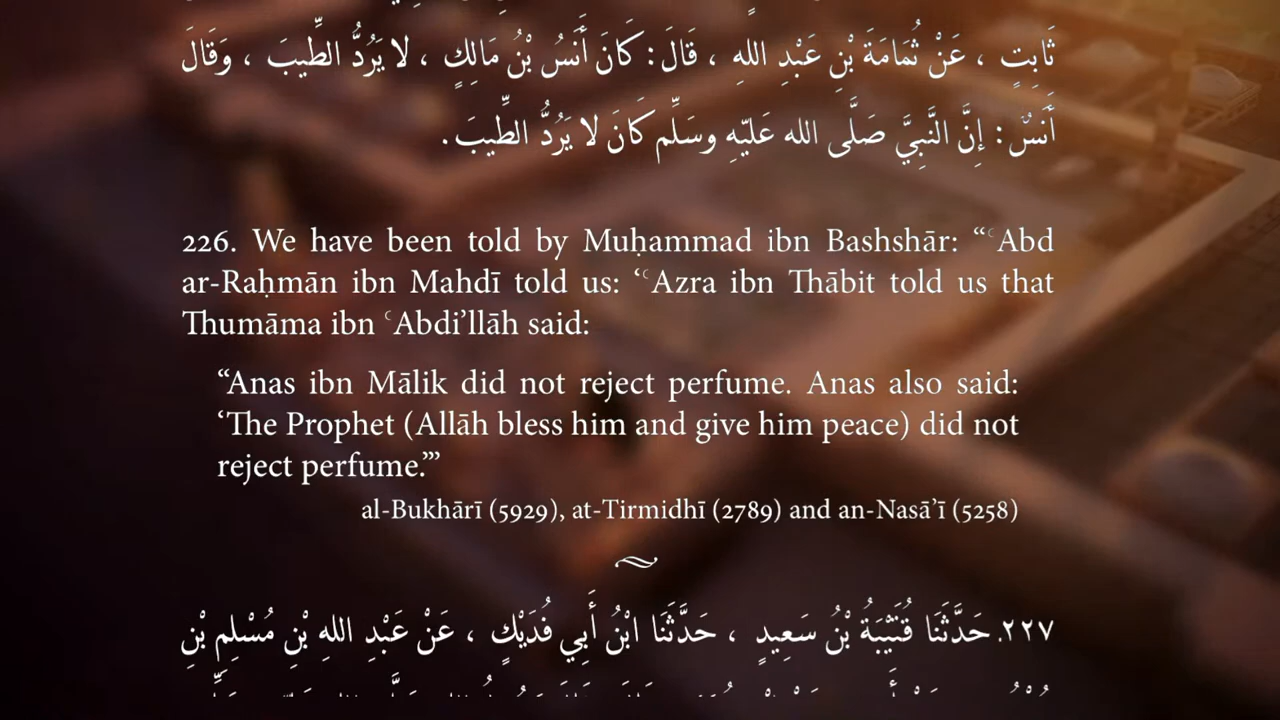 ثَابِتٍ ، عَنْ ثُمَامَةَ بْنِ عَبْدِ اللهِ ، قَالَ : كَانَ أَنَسُ بْنُ مَالِكٍ ، لا يَرُدُّ الطِّيبَ ، وَقَالَ
أَنَسٌ : إِنَّ النَّبِيَّ صَلَّى الله عَليّهِ وسَلِّم كَانَ لا يَرُدُّ الطِّيبَ .
226. We have been told by Muḥammad ibn Bashshār: “ʿAbd
ar-Raḥmān ibn Mahdī told us: ‘ʿAzra ibn Thābit told us that
Thumāma ibn ʿAbdi’llāh said:
“Anas ibn Mālik did not reject perfume. Anas also said:
‘The Prophet (Allāh bless him and give him peace) did not
reject perfume.’”
al-Bukhārī (5929), at-Tirmidhī (2789) and an-Nasā’ī (5258)
٢٢٧. حَدَّثَنَا قُتَيْبَةُ بْنُ سَعِيدٍ ، حَدَّثَنَا ابْنُ أَبِي فُدَيْكٍ ، عَنْ عَبْدِ اللهِ بْنِ مُسْلِمِ بْنِ